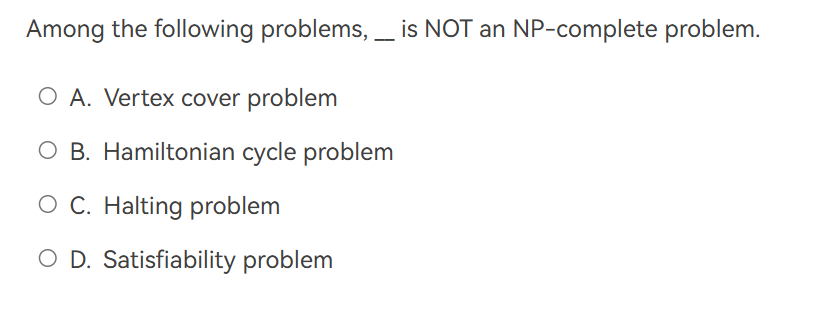 Among the following problems, __ is NOT an NP-complete problem.
A. Vertex cover problem
B. Hamiltonian cycle problem
C. Halting problem
D. Satisfiability problem